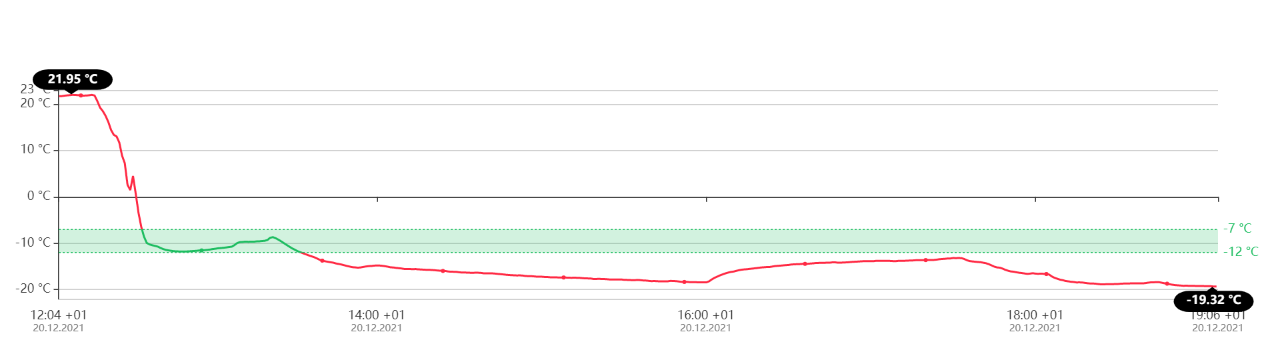 21.95 °C
23 °C
20 °C
10 °C
0 °C
-7 °C
-10 °C
-12 °C
-20 °C
-19.32 °C
12:04 +01 14:00 +01 16:00 +01 18:00 +01 19:06 +01
20.12.2021 20.12.2021 20.12.2021 20.12.2021 20.12.2021